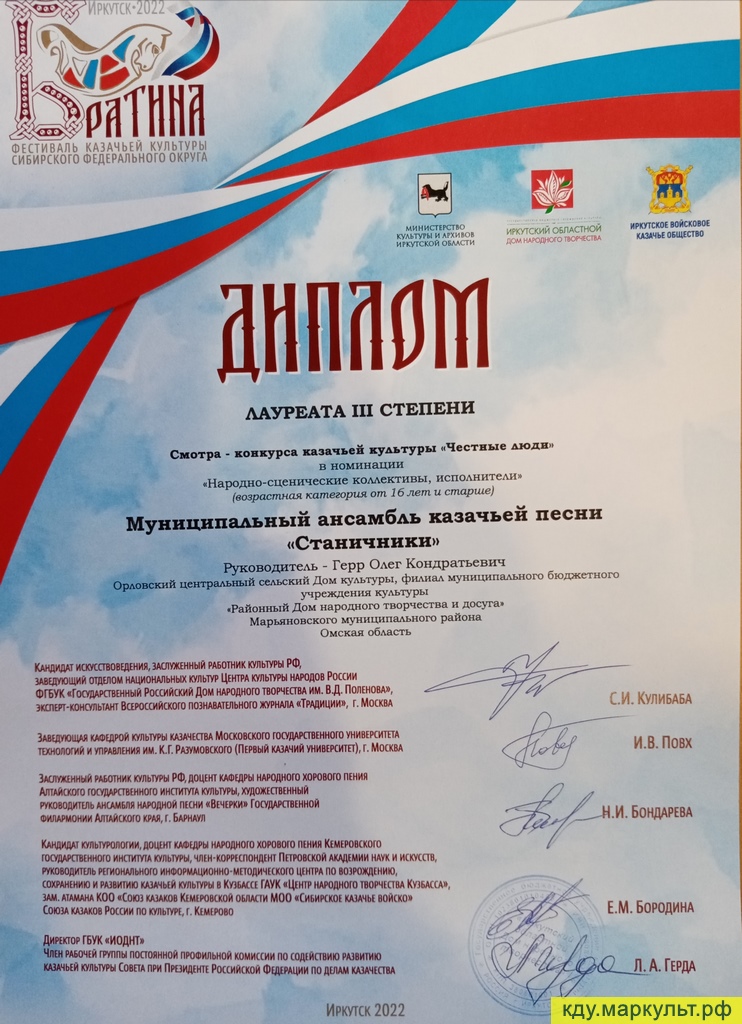 Иркутск•2022
Братина
Фестиваль казачьей культуры
Сибирского федерального округа
Министерство
культуры и архивов
Иркутской области
Иркутский областной
Дом народного творчества
Иркутское войсковое
казачье общество
ДИПЛОМ
ЛАУРЕАТА III СТЕПЕНИ
Смотра - конкурса казачьей культуры «Честные люди»
в номинации
«Народно-сценические коллективы, исполнители»
(возрастная категория от 16 лет и старше)
Муниципальный ансамбль казачьей песни
«Станичники»
Руководитель - Герр Олег Кондратьевич
Орловский центральный сельский Дом культуры, филиал муниципального бюджетного
учреждения культуры
«Районный Дом народного творчества и досуга»
Марьяновского муниципального района
Омская область
Кандидат искусствоведения, заслуженный работник культуры РФ,
заведующий отделом национальных культур Центра культуры народов России
ФГБУК «Государственный Российский Дом народного творчества им. В.Д. Поленова»,
эксперт-консультант Всероссийского познавательного журнала «Традиции», г. Москва
С.И. Кулибаба
Заведующая кафедрой культуры казачества Московского государственного университета
технологий и управления им. К.Г. Разумовского (Первый казачий университет), г. Москва
И.В. Повх
Заслуженный работник культуры РФ, доцент кафедры народного хорового пения
Алтайского государственного института культуры, художественный
руководитель ансамбля народной песни «Вечерки» Государственной
филармонии Алтайского края, г. Барнаул
Н.И. Бондарева
Кандидат культурологии, доцент кафедры народного хорового пения Кемеровского
государственного института культуры, член-корреспондент Петровской академии наук и искусств,
руководитель регионального информационно-методического центра по возрождению,
сохранению и развитию казачьей культуры в Кузбассе ГАУК «Центр народного творчества Кузбасса»,
зам. атамана КОО «Союз казаков Кемеровской области МОО «Сибирское казачье войско»
Союза казаков России по культуре, г. Кемерово
Е.М. Бородина
Директор ГБУК «ИОДНТ»
Член рабочей группы постоянной профильной комиссии по содействию развитию
казачьей культуры Совета при Президенте Российской Федерации по делам казачества
Л.А. Герда
Иркутск 2022
кду.маркульт.рф